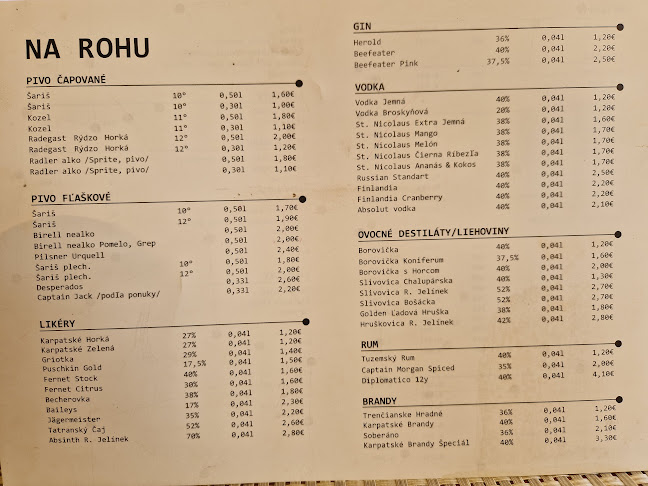 NA ROHU
PIVO ČAPOVANÉ
Šariš 10° 0,50l 1,60€
Šariš 10° 0,30l 1,00€
Kozel 11° 0,50l 1,80€
Kozel 11° 0,30l 1,10€
Radegast Rýdzo Horká 12° 0,50l 2,00€
Radegast Rýdzo Horká 12° 0,30l 1,30€
Radler alko /Sprite, pivo/ 0,50l 1,80€
Radler alko /Sprite, pivo/ 0,30l 1,10€
PIVO FĽAŠKOVÉ
Šariš 10° 0,50l 1,70€
Šariš 12° 0,50l 1,90€
Birell nealko 0,50l 2,00€
Birell nealko Pomelo, Grep 0,50l 2,00€
Pilsner Urquell 0,50l 2,40€
Šariš plech. 10° 0,50l 1,80€
Šariš plech. 12° 0,50l 2,00€
Desperados 0,33l 2,60€
Captain Jack /podľa ponuky/ 0,33l 2,20€
LIKÉRY
Karpatské Horká 27% 0,04l 1,20€
Karpatské Zelená 27% 0,04l 1,20€
Griotka 29% 0,04l 1,40€
Puschkin Gold 17,5% 0,04l 1,50€
Fernet Stock 40% 0,04l 1,60€
Fernet Citrus 30% 0,04l 1,60€
Becherovka 38% 0,04l 1,80€
Baileys 17% 0,04l 2,30€
Jägermeister 35% 0,04l 2,20€
Tatranský Čaj 52% 0,04l 2,60€
Absinth R. Jelínek 70% 0,04l 2,80€
GIN
Herold 36% 0,04l 1,20€
Beefeater 40% 0,04l 2,20€
Beefeater Pink 37,5% 0,04l 2,50€
VODKA
Vodka Jemná 40% 0,04l 1,20€
Vodka Broskyňová 20% 0,04l 1,20€
St. Nicolaus Extra Jemná 38% 0,04l 1,60€
St. Nicolaus Mango 38% 0,04l 1,70€
St. Nicolaus Melón 38% 0,04l 1,70€
St. Nicolaus Čierna Ríbezľa 38% 0,04l 1,70€
St. Nicolaus Ananás & Kokos 38% 0,04l 1,70€
Russian Standart 40% 0,04l 2,50€
Finlandia 40% 0,04l 2,20€
Finlandia Cranberry 40% 0,04l 2,20€
Absolut vodka 40% 0,04l 2,10€
OVOCNÉ DESTILÁTY/LIEHOVINY
Borovička 40% 0,04l 1,20€
Borovička Koniferum 37,5% 0,04l 1,60€
Borovička s Horcom 40% 0,04l 2,00€
Slivovica Chalupárska 40% 0,04l 1,30€
Slivovica R. Jelínek 52% 0,04l 2,70€
Slivovica Bošácka 52% 0,04l 2,70€
Golden Ľadová Hruška 38% 0,04l 1,80€
Hruškovica R. Jelínek 42% 0,04l 2,80€
RUM
Tuzemský Rum 40% 0,04l 1,20€
Captain Morgan Spiced 35% 0,04l 2,00€
Diplomatico 12y 40% 0,04l 4,10€
BRANDY
Trenčianske Hradné 36% 0,04l 1,20€
Karpatské Brandy 40% 0,04l 1,60€
Soberáno 36% 0,04l 2,10€
Karpatské Brandy Špeciál 40% 0,04l 3,30€